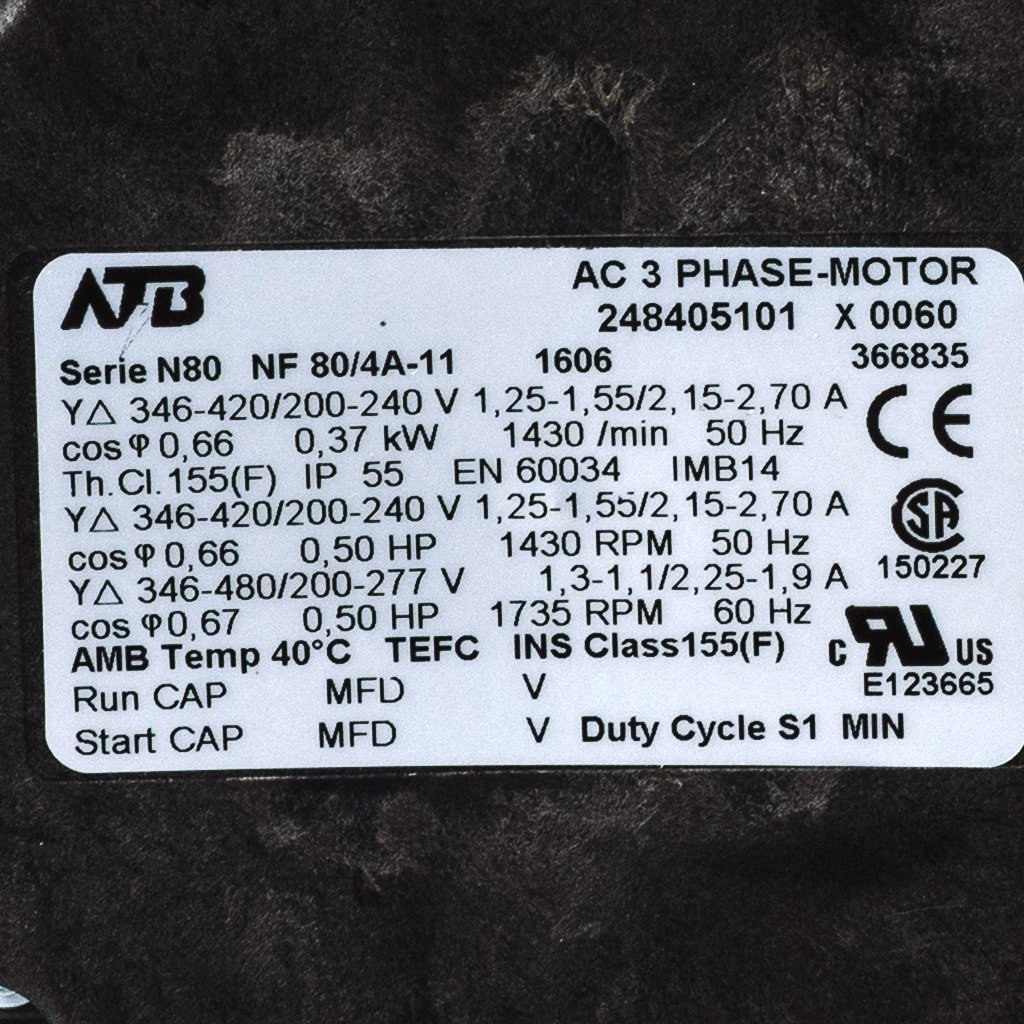 ATB
AC 3 PHASE-MOTOR
248405101 X 0060
Serie N80 NF 80/4A-11 1606 366835
Y△ 346-420/200-240 V 1,25-1,55/2,15-2,70 A
CE
cos φ 0,66 0,37 kW 1430 /min 50 Hz
Th.Cl.155(F) IP 55 EN 60034 IMB14
Y△ 346-420/200-240 V 1,25-1,55/2,15-2,70 A
SA
cos φ 0,66 0,50 HP 1430 RPM 50 Hz
150227
Y△ 346-480/200-277 V 1,3-1,1/2,25-1,9 A
cos φ 0,67 0,50 HP 1735 RPM 60 Hz
AMB Temp 40°C TEFC INS Class155(F)
C RU US
E123665
Run CAP MFD V
Start CAP MFD V Duty Cycle S1 MIN